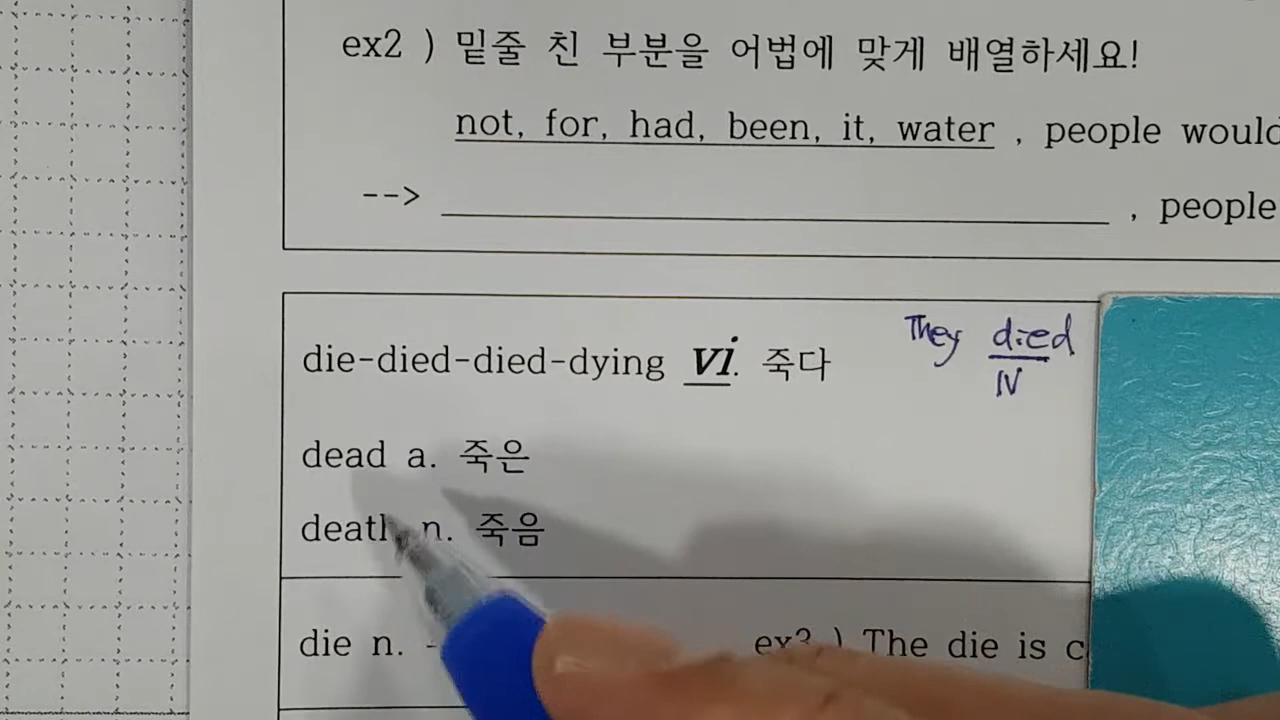 ex2 ) 밑줄 친 부분을 어법에 맞게 배열하세요!
not, for, had, been, it, water , people would
--> , people
die-died-died-dying vi. 죽다
They died
IV
dead a. 죽은
death n. 죽음
die n. -
ex3 ) The die is c